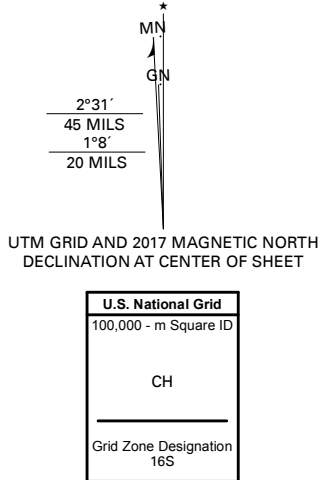 ★
MN
GN
2°31´
45 MILS
1°8´
20 MILS
UTM GRID AND 2017 MAGNETIC NORTH
DECLINATION AT CENTER OF SHEET
U.S. National Grid
100,000 - m Square ID
CH
Grid Zone Designation
16S